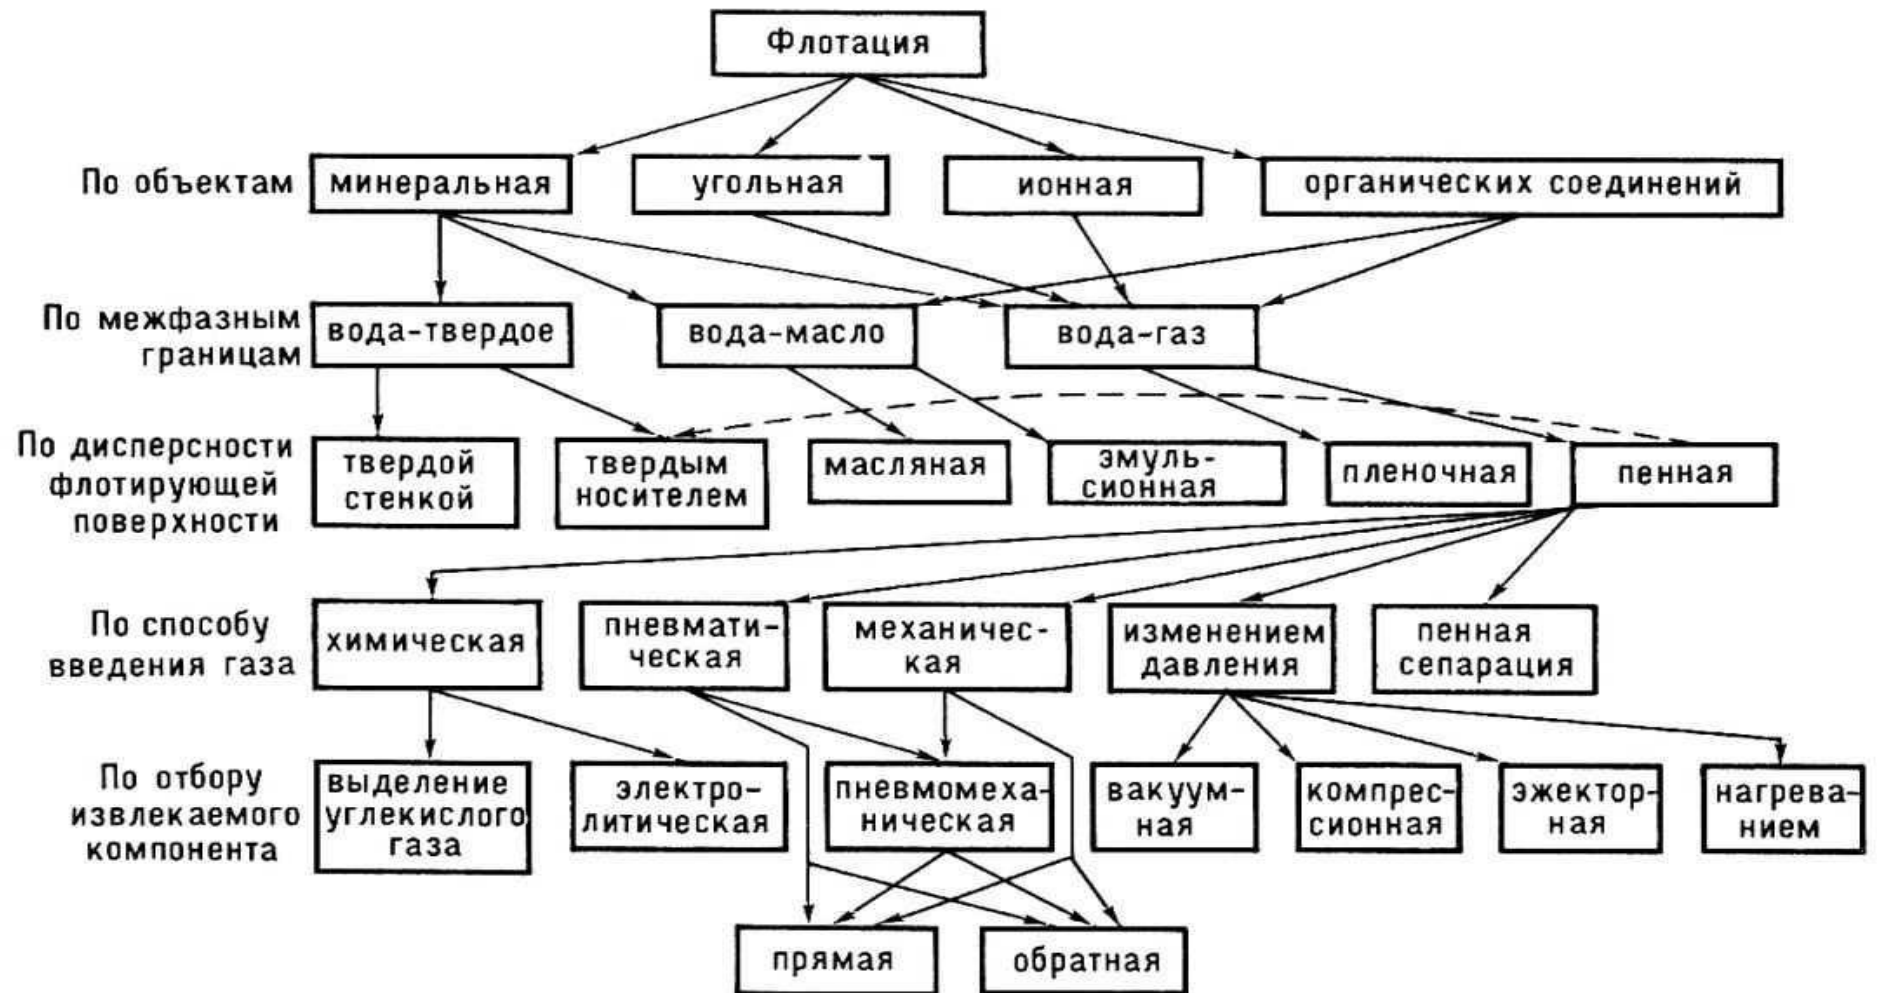 Флотация
По объектам
минеральная
угольная
ионная
органических соединений
По межфазным
границам
вода-твердое
вода-масло
вода-газ
По дисперсности
флотирующей
поверхности
твердой
стенкой
твердым
носителем
масляная
эмуль-
сионная
пленочная
пенная
По способу
введения газа
химическая
пневмати-
ческая
механичес-
кая
изменением
давления
пенная
сепарация
По отбору
извлекаемого
компонента
выделение
углекислого
газа
электро-
литическая
пневмомеха-
ническая
вакуум-
ная
компрес-
сионная
эжектор-
ная
нагрева-
нием
прямая
обратная